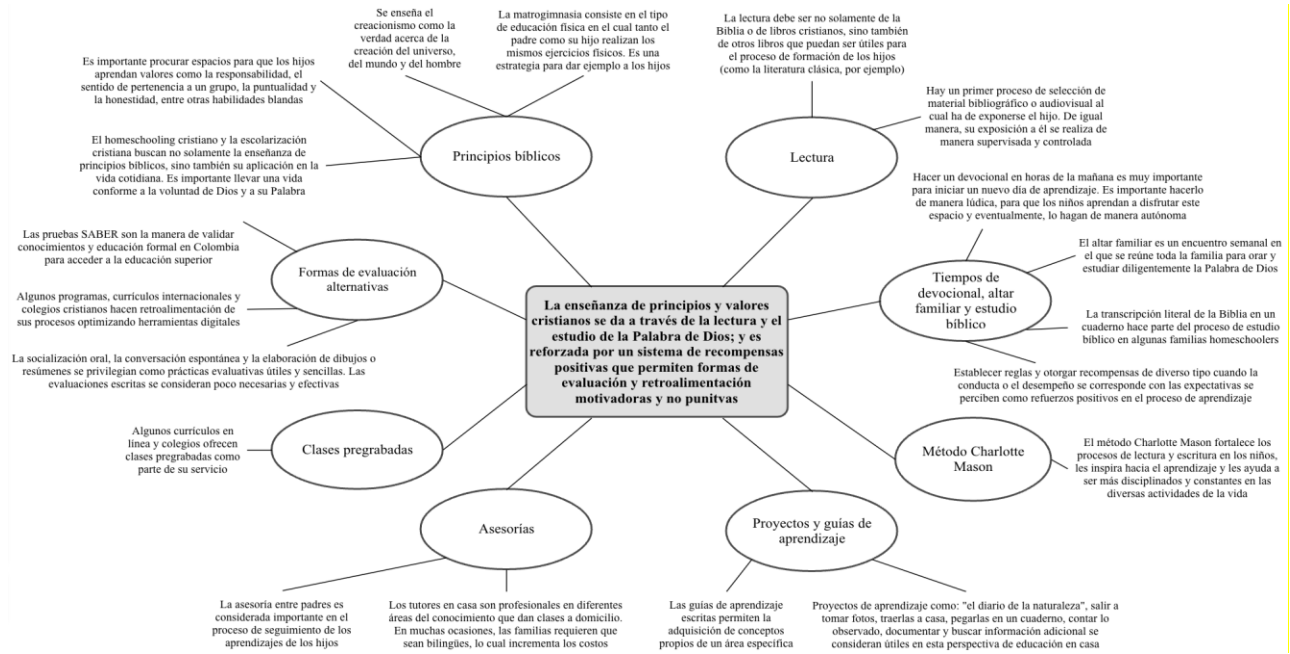 Se enseña el
creacionismo como la
verdad acerca de la
creación del universo,
del mundo y del hombre
La matrogimnasia consiste en el tipo
de educación física en el cual tanto el
padre como su hijo realizan los
mismos ejercicios físicos. Es una
estrategia para dar ejemplo a los hijos
La lectura debe ser no solamente de la
Biblia o de libros cristianos, sino también
de otros libros que puedan ser útiles para
el proceso de formación de los hijos
(como la literatura clásica, por ejemplo)
Es importante procurar espacios para que los hijos
aprendan valores como la responsabilidad, el
sentido de pertenencia a un grupo, la puntualidad y
la honestidad, entre otras habilidades blandas
Hay un primer proceso de selección de
material bibliográfico o audiovisual al
cual ha de exponerse el hijo. De igual
manera, su exposición a él se realiza de
manera supervisada y controlada
El homeschooling cristiano y la escolarización
cristiana buscan no solamente la enseñanza de
principios bíblicos, sino también su aplicación en la
vida cotidiana. Es importante llevar una vida
conforme a la voluntad de Dios y a su Palabra
Principios bíblicos
Lectura
Hacer un devocional en horas de la mañana es muy importante
para iniciar un nuevo día de aprendizaje. Es importante hacerlo
de manera lúdica, para que los niños aprendan a disfrutar este
espacio y eventualmente, lo hagan de manera autónoma
Las pruebas SABER son la manera de validar
conocimientos y educación formal en Colombia
para acceder a la educación superior
Formas de evaluación
alternativas
El altar familiar es un encuentro semanal en
el que se reúne toda la familia para orar y
estudiar diligentemente la Palabra de Dios
Tiempos de
devocional, altar
familiar y estudio
bíblico
Algunos programas, currículos internacionales y
colegios cristianos hacen retroalimentación de
sus procesos optimizando herramientas digitales
La enseñanza de principios y valores
cristianos se da a través de la lectura y el
estudio de la Palabra de Dios; y es
reforzada por un sistema de recompensas
positivas que permiten formas de
evaluación y retroalimentación
motivadoras y no punitvas
La transcripción literal de la Biblia en un
cuaderno hace parte del proceso de estudio
bíblico en algunas familias homeschoolers
La socialización oral, la conversación espontánea y la elaboración de dibujos o
resúmenes se privilegian como prácticas evaluativas útiles y sencillas. Las
evaluaciones escritas se consideran poco necesarias y efectivas
Establecer reglas y otorgar recompensas de diverso tipo cuando la
conducta o el desempeño se corresponde con las expectativas se
perciben como refuerzos positivos en el proceso de aprendizaje
Algunos currículos en
línea y colegios ofrecen
clases pregrabadas como
parte de su servicio
Clases pregrabadas
Método Charlotte
Mason
El método Charlotte Mason fortalece los
procesos de lectura y escritura en los niños,
les inspira hacia el aprendizaje y les ayuda a
ser más disciplinados y constantes en las
diversas actividades de la vida
Asesorías
Proyectos y guías de
aprendizaje
La asesoría entre padres es
considerada importante en el
proceso de seguimiento de los
aprendizajes de los hijos
Los tutores en casa son profesionales en diferentes
áreas del conocimiento que dan clases a domicilio.
En muchas ocasiones, las familias requieren que
sean bilingües, lo cual incrementa los costos
Las guías de aprendizaje
escritas permiten la
adquisición de conceptos
propios de un área específica
Proyectos de aprendizaje como: "el diario de la naturaleza", salir a
tomar fotos, traerlas a casa, pegarlas en un cuaderno, contar lo
observado, documentar y buscar información adicional se
consideran útiles en esta perspectiva de educación en casa